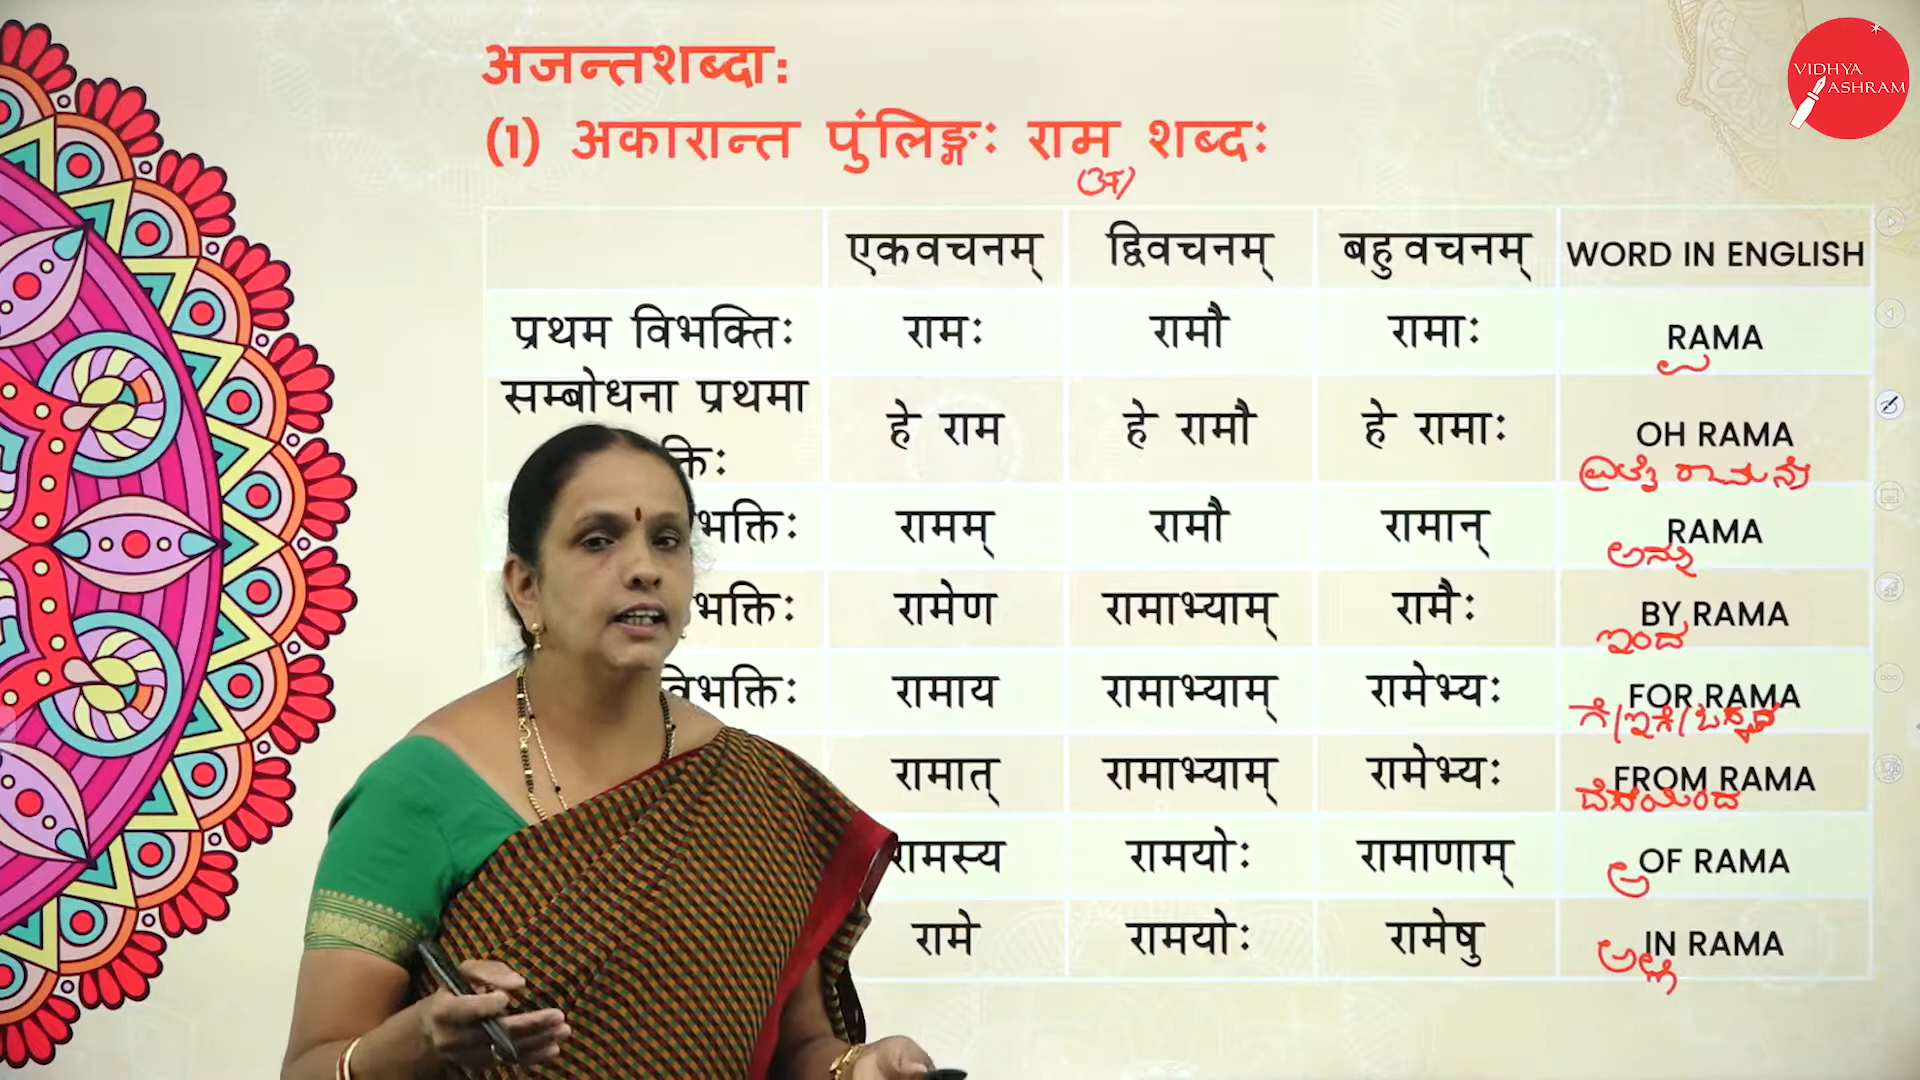 अजन्तशब्दाः
(1) अकारान्त पुंलिङ्गः राम शब्दः
(अ)
VIDHYA
ASHRAM
एकवचनम् द्विवचनम् बहुवचनम् WORD IN ENGLISH
प्रथम विभक्तिः रामः रामौ रामाः RAMA
सम्बोधना प्रथमा
क्तिः हे राम हे रामौ हे रामाः OH RAMA
ರಾಮನೇ
भक्तिः रामम् रामौ रामान् RAMA
ಅನ್ನು
भक्तिः रामेण रामाभ्याम् रामैः BY RAMA
ಇಂದ
विभक्तिः रामाय रामाभ्याम् रामेभ्यः FOR RAMA
ಗೆ/ಇಗೆ/
रामात् रामाभ्याम् रामेभ्यः FROM RAMA
ದೆಸೆಯಿಂದ
रामस्य रामयोः रामाणाम् OF RAMA
ಅ
रामे रामयोः रामेषु IN RAMA
ಅಲ್ಲಿ